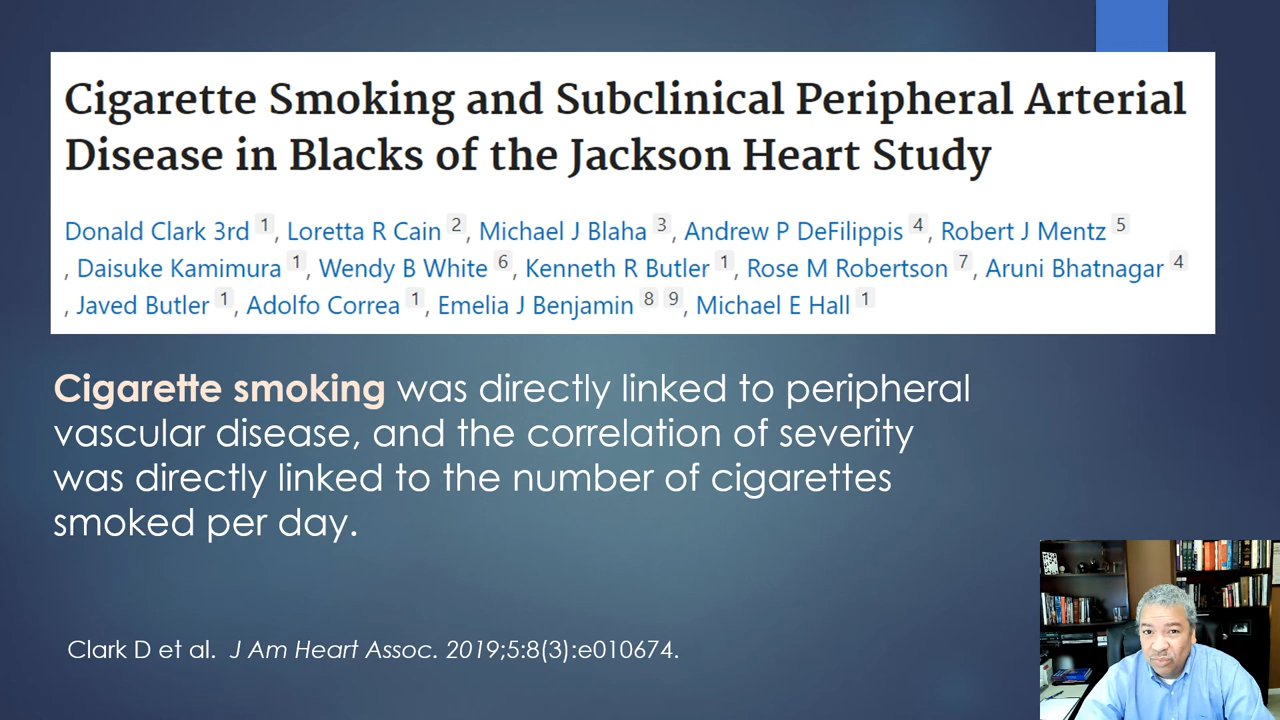 Cigarette Smoking and Subclinical Peripheral Arterial
Disease in Blacks of the Jackson Heart Study
Donald Clark 3rd 1, Loretta R Cain 2, Michael J Blaha 3, Andrew P DeFilippis 4, Robert J Mentz 5
, Daisuke Kamimura 1, Wendy B White 6, Kenneth R Butler 1, Rose M Robertson 7, Aruni Bhatnagar 4
, Javed Butler 1, Adolfo Correa 1, Emelia J Benjamin 8 9, Michael E Hall 1
Cigarette smoking was directly linked to peripheral
vascular disease, and the correlation of severity
was directly linked to the number of cigarettes
smoked per day.
Clark D et al. J Am Heart Assoc. 2019;5:8(3):e010674.